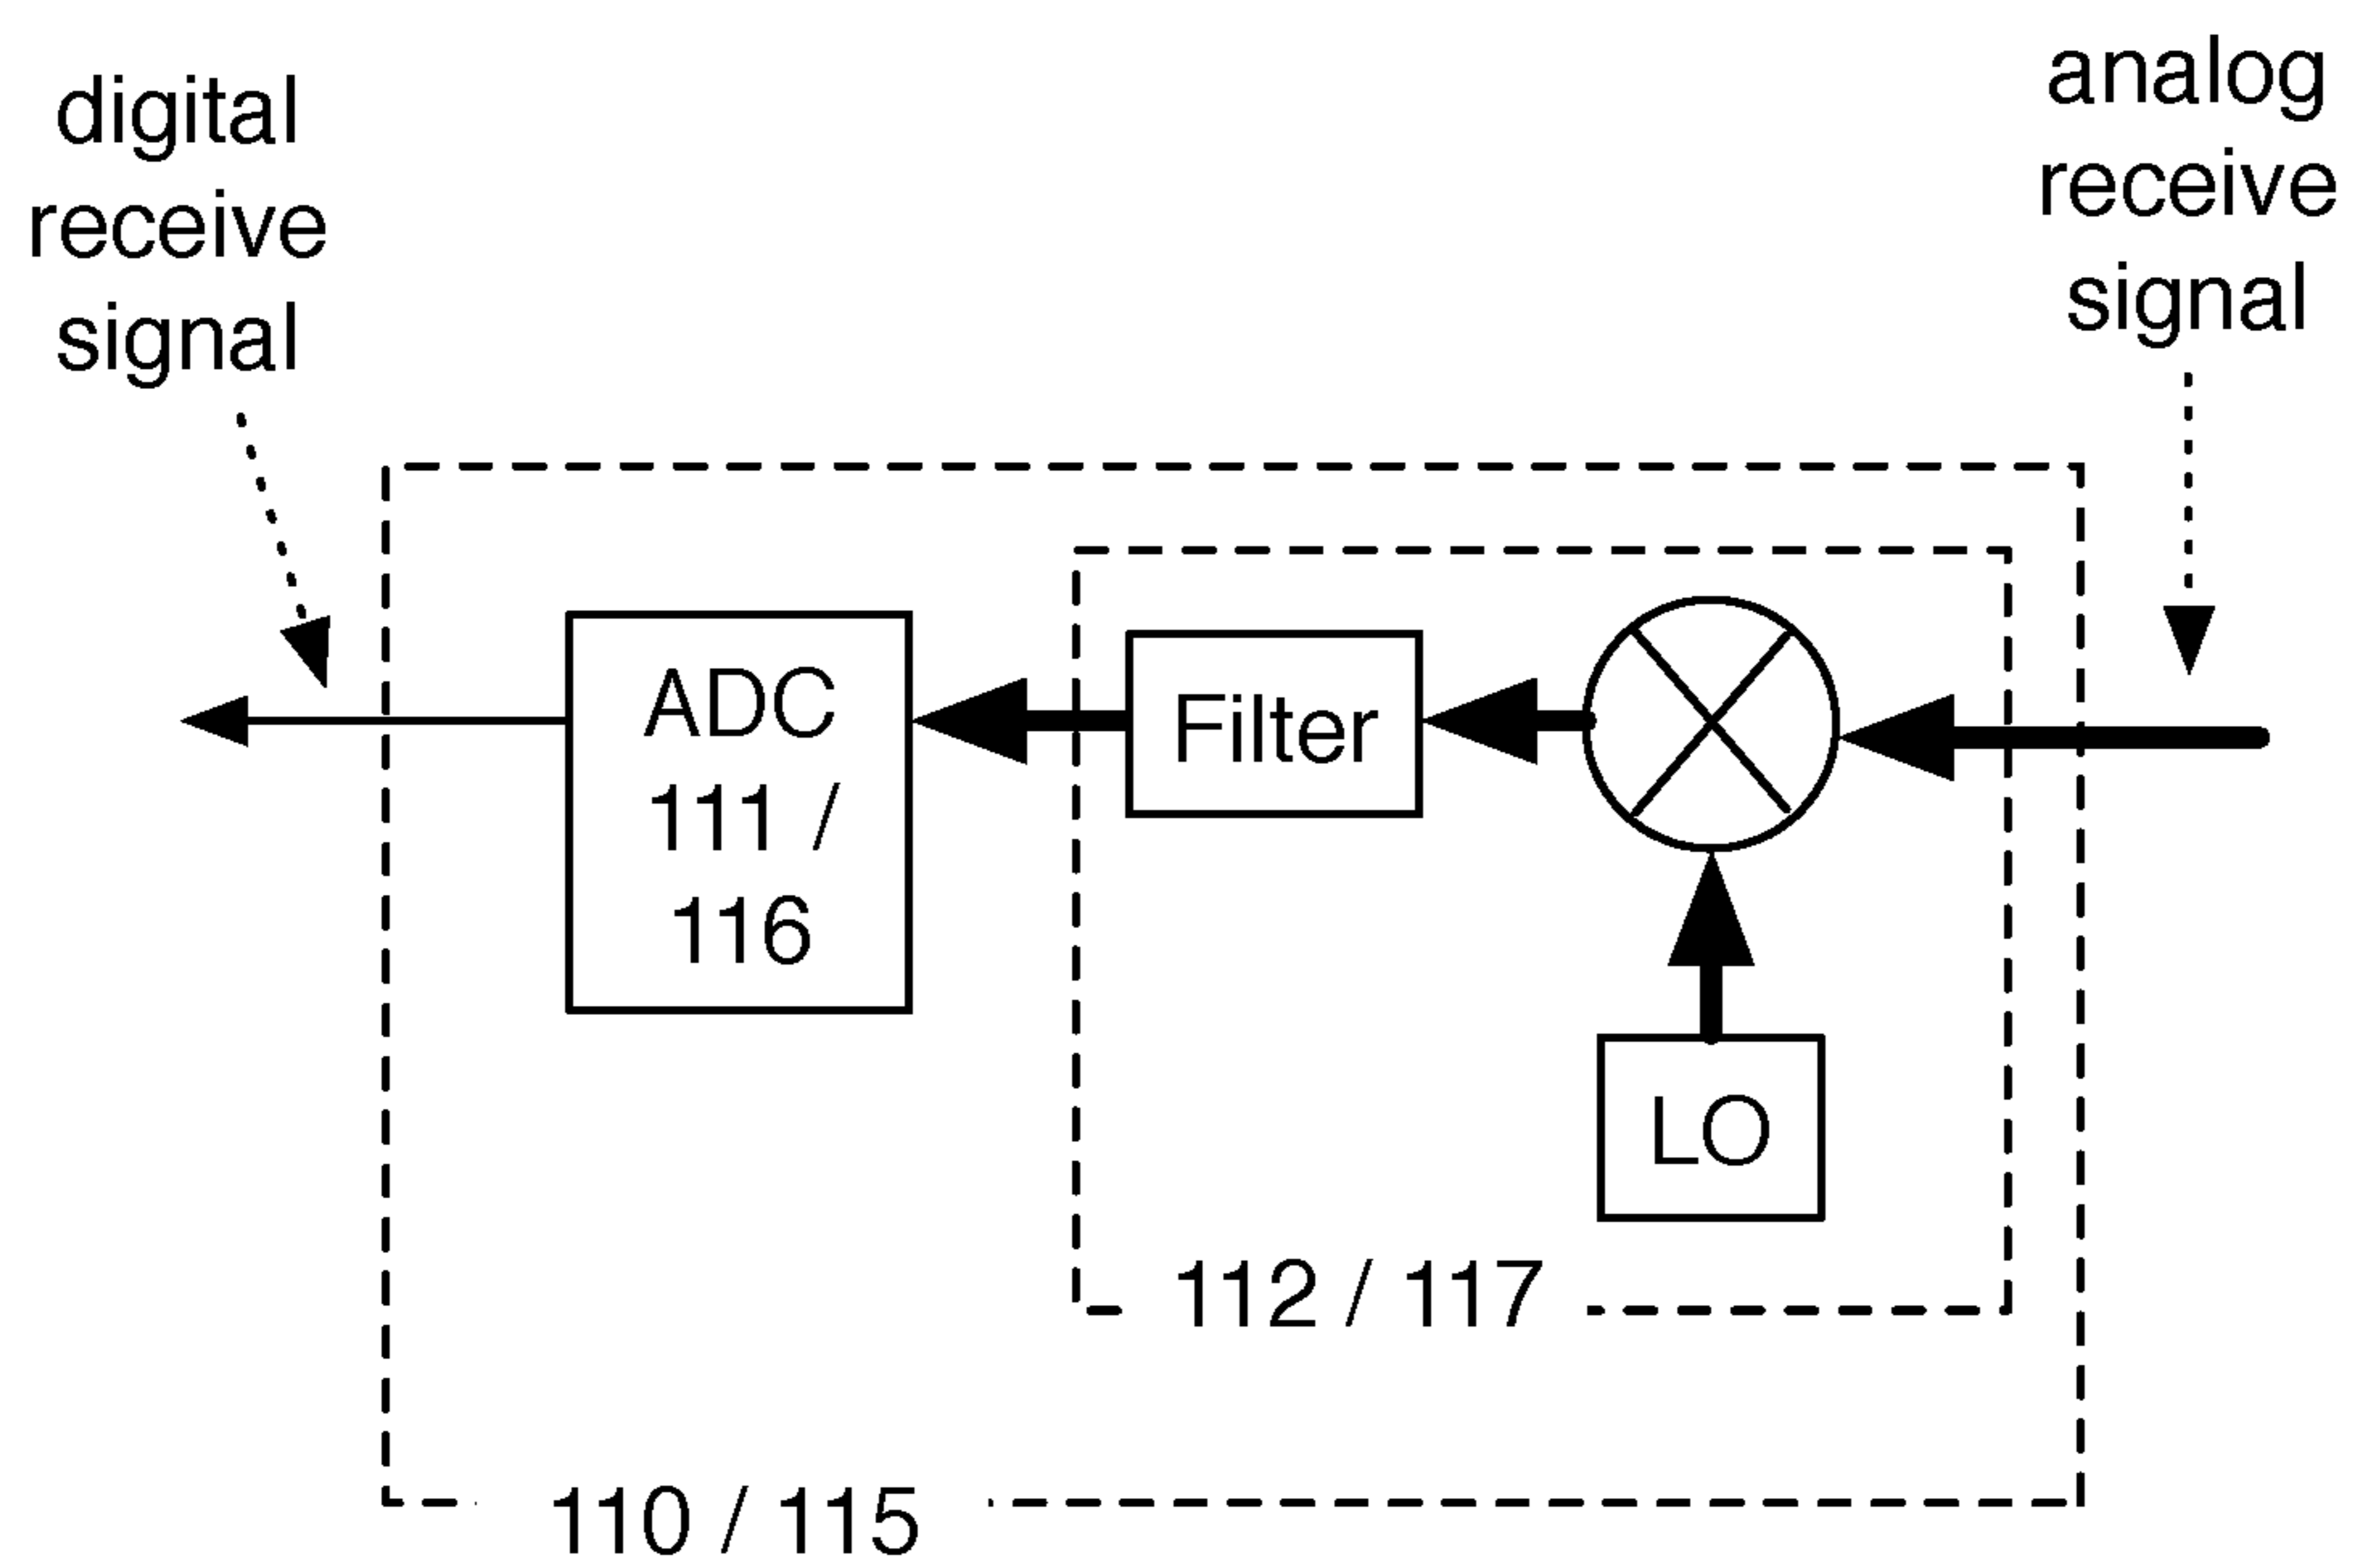 digital
receive
signal
analog
receive
signal
ADC
111 /
116
Filter
LO
112 / 117
110 / 115